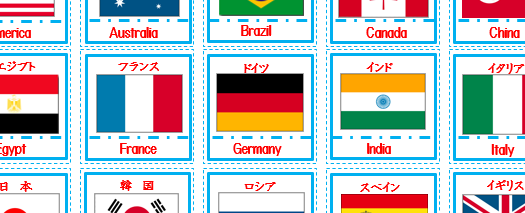 merica
Australia
Brazil
Canada
China
エジプト
フランス
ドイツ
インド
イタリア
Egypt
France
Germany
India
Italy
日 本
韓 国
ロシア
スペイン
イギリス